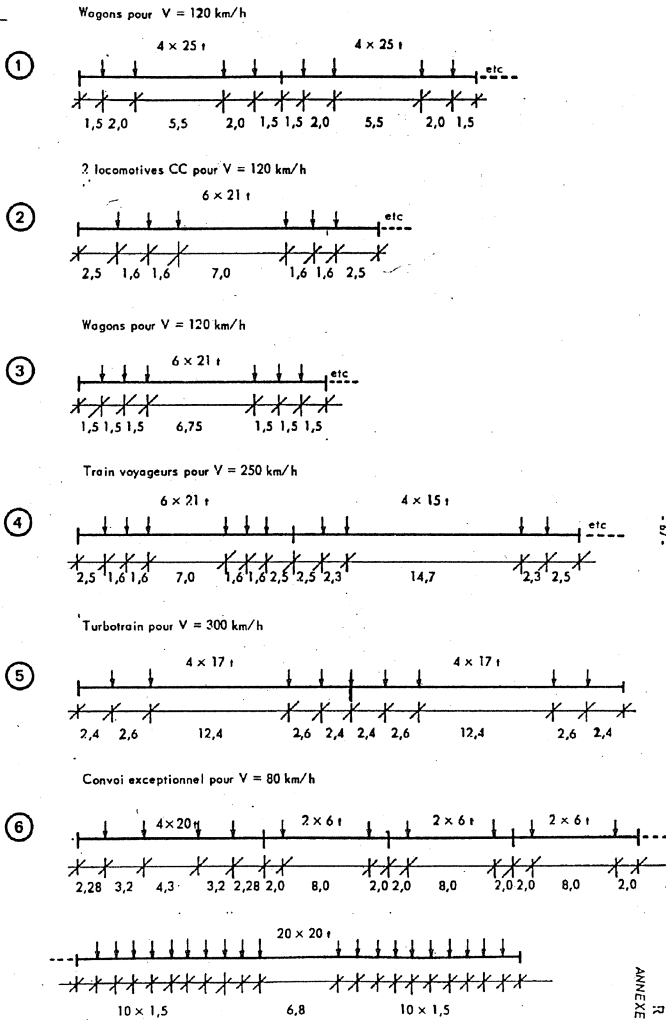 Wagons pour V = 120 km/h
4 x 25 t 4 x 25 t
1 etc
1,5 2,0 5,5 2,0 1,5 1,5 2,0 5,5 2,0 1,5
2 locomotives CC pour V = 120 km/h
6 x 21 t
2 etc
2,5 1,6 1,6 7,0 1,6 1,6 2,5
Wagons pour V = 120 km/h
6 x 21 t
3 etc
1,5 1,5 1,5 6,75 1,5 1,5 1,5
Train voyageurs pour V = 250 km/h
6 x 21 t 4 x 15 t
4 etc
2,5 1,6 1,6 7,0 1,6 1,6 2,5 2,5 2,3 14,7 2,3 2,5
Turbotrain pour V = 300 km/h
4 x 17 t 4 x 17 t
5
2,4 2,6 12,4 2,6 2,4 2,4 2,6 12,4 2,6 2,4
Convoi exceptionnel pour V = 80 km/h
6 4x20t 2 x 6 t 2 x 6 t 2 x 6 t
2,28 3,2 4,3 3,2 2,28 2,0 8,0 2,0 2,0 8,0 2,0 2,0 8,0 2,0
20 x 20 t
10 x 1,5 6,8 10 x 1,5
ANNEXE